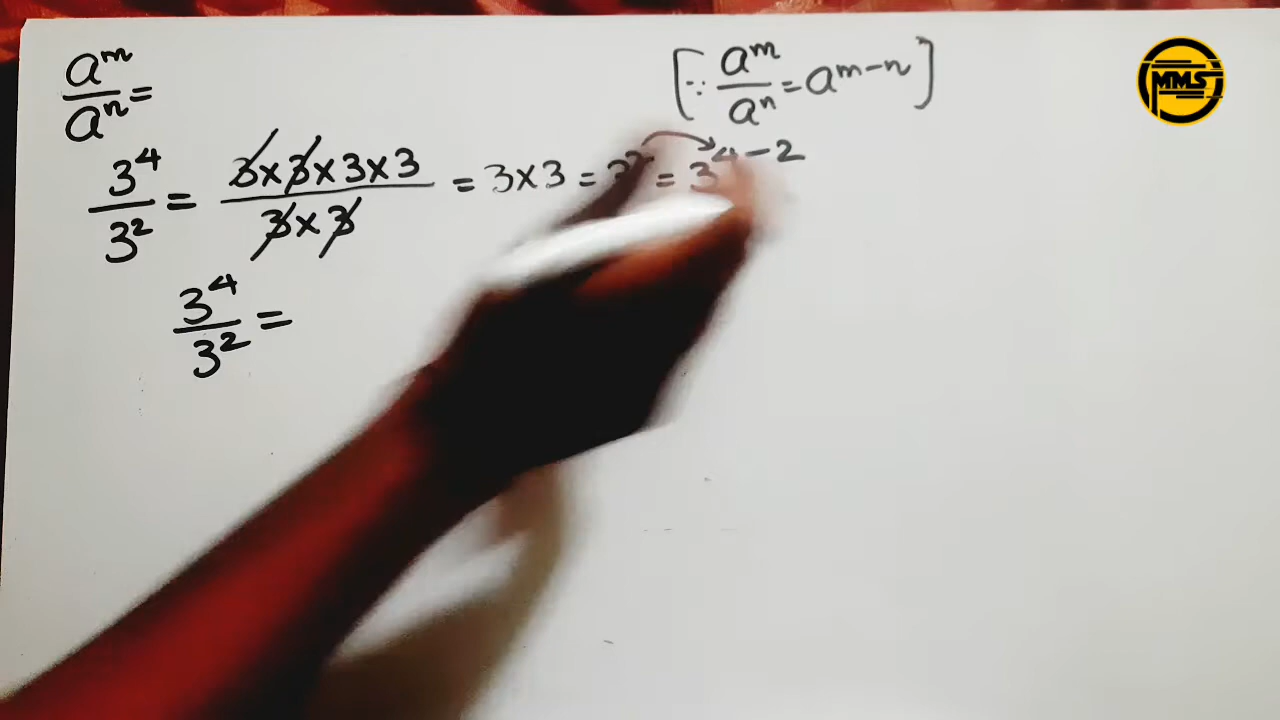 a^m/a^n =
[∵ a^m/a^n = a^m-n]
MMS
3^4/3^2 = 3×3×3×3/3×3 = 3×3 = = 3^4-2
3^4/3^2 =